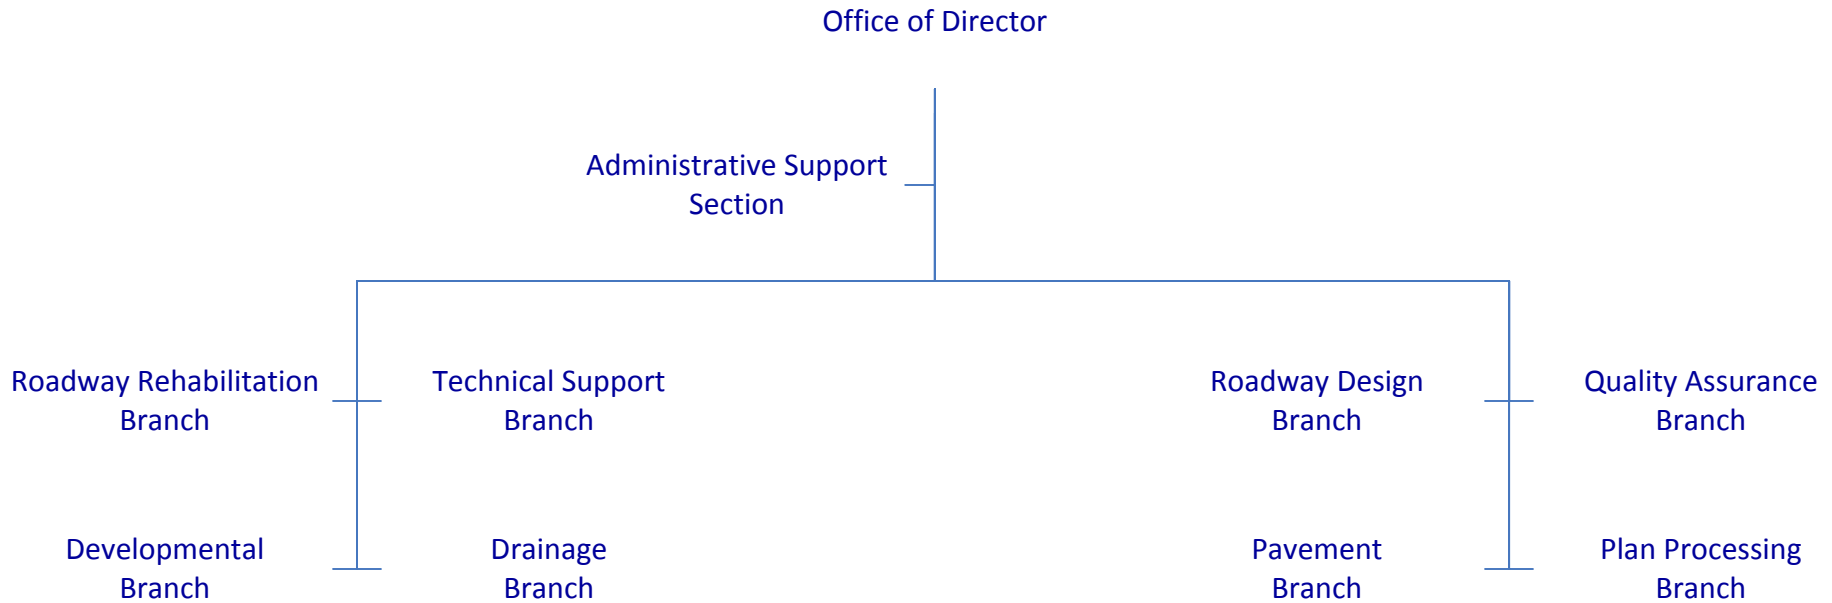 Office of Director
Administrative Support
Section
Roadway Rehabilitation
Branch
Technical Support
Branch
Roadway Design
Branch
Quality Assurance
Branch
Developmental
Branch
Drainage
Branch
Pavement
Branch
Plan Processing
Branch